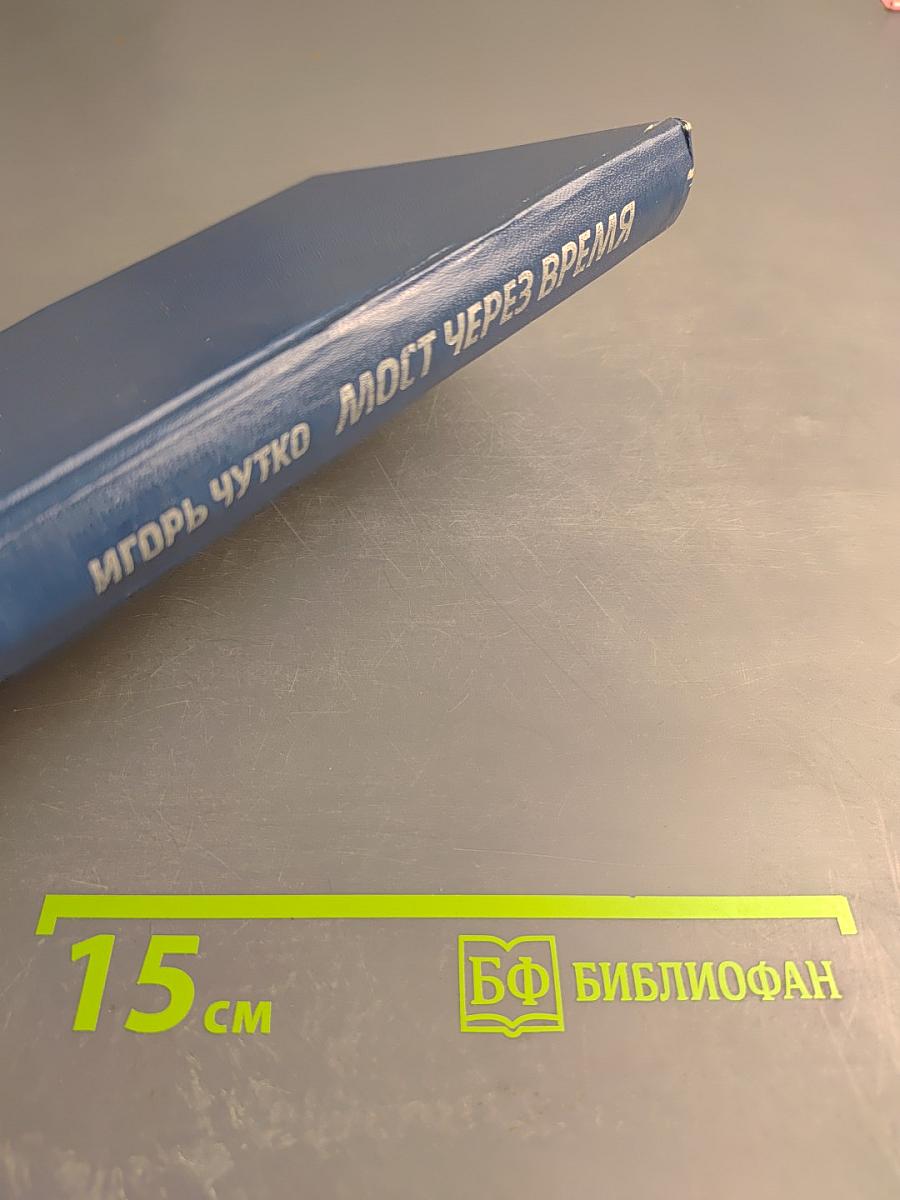 ИГОРЬ ЧУТКО МОСТ ЧЕРЕЗ ВРЕМЯ
15 см
БФ БИБЛИОФАН